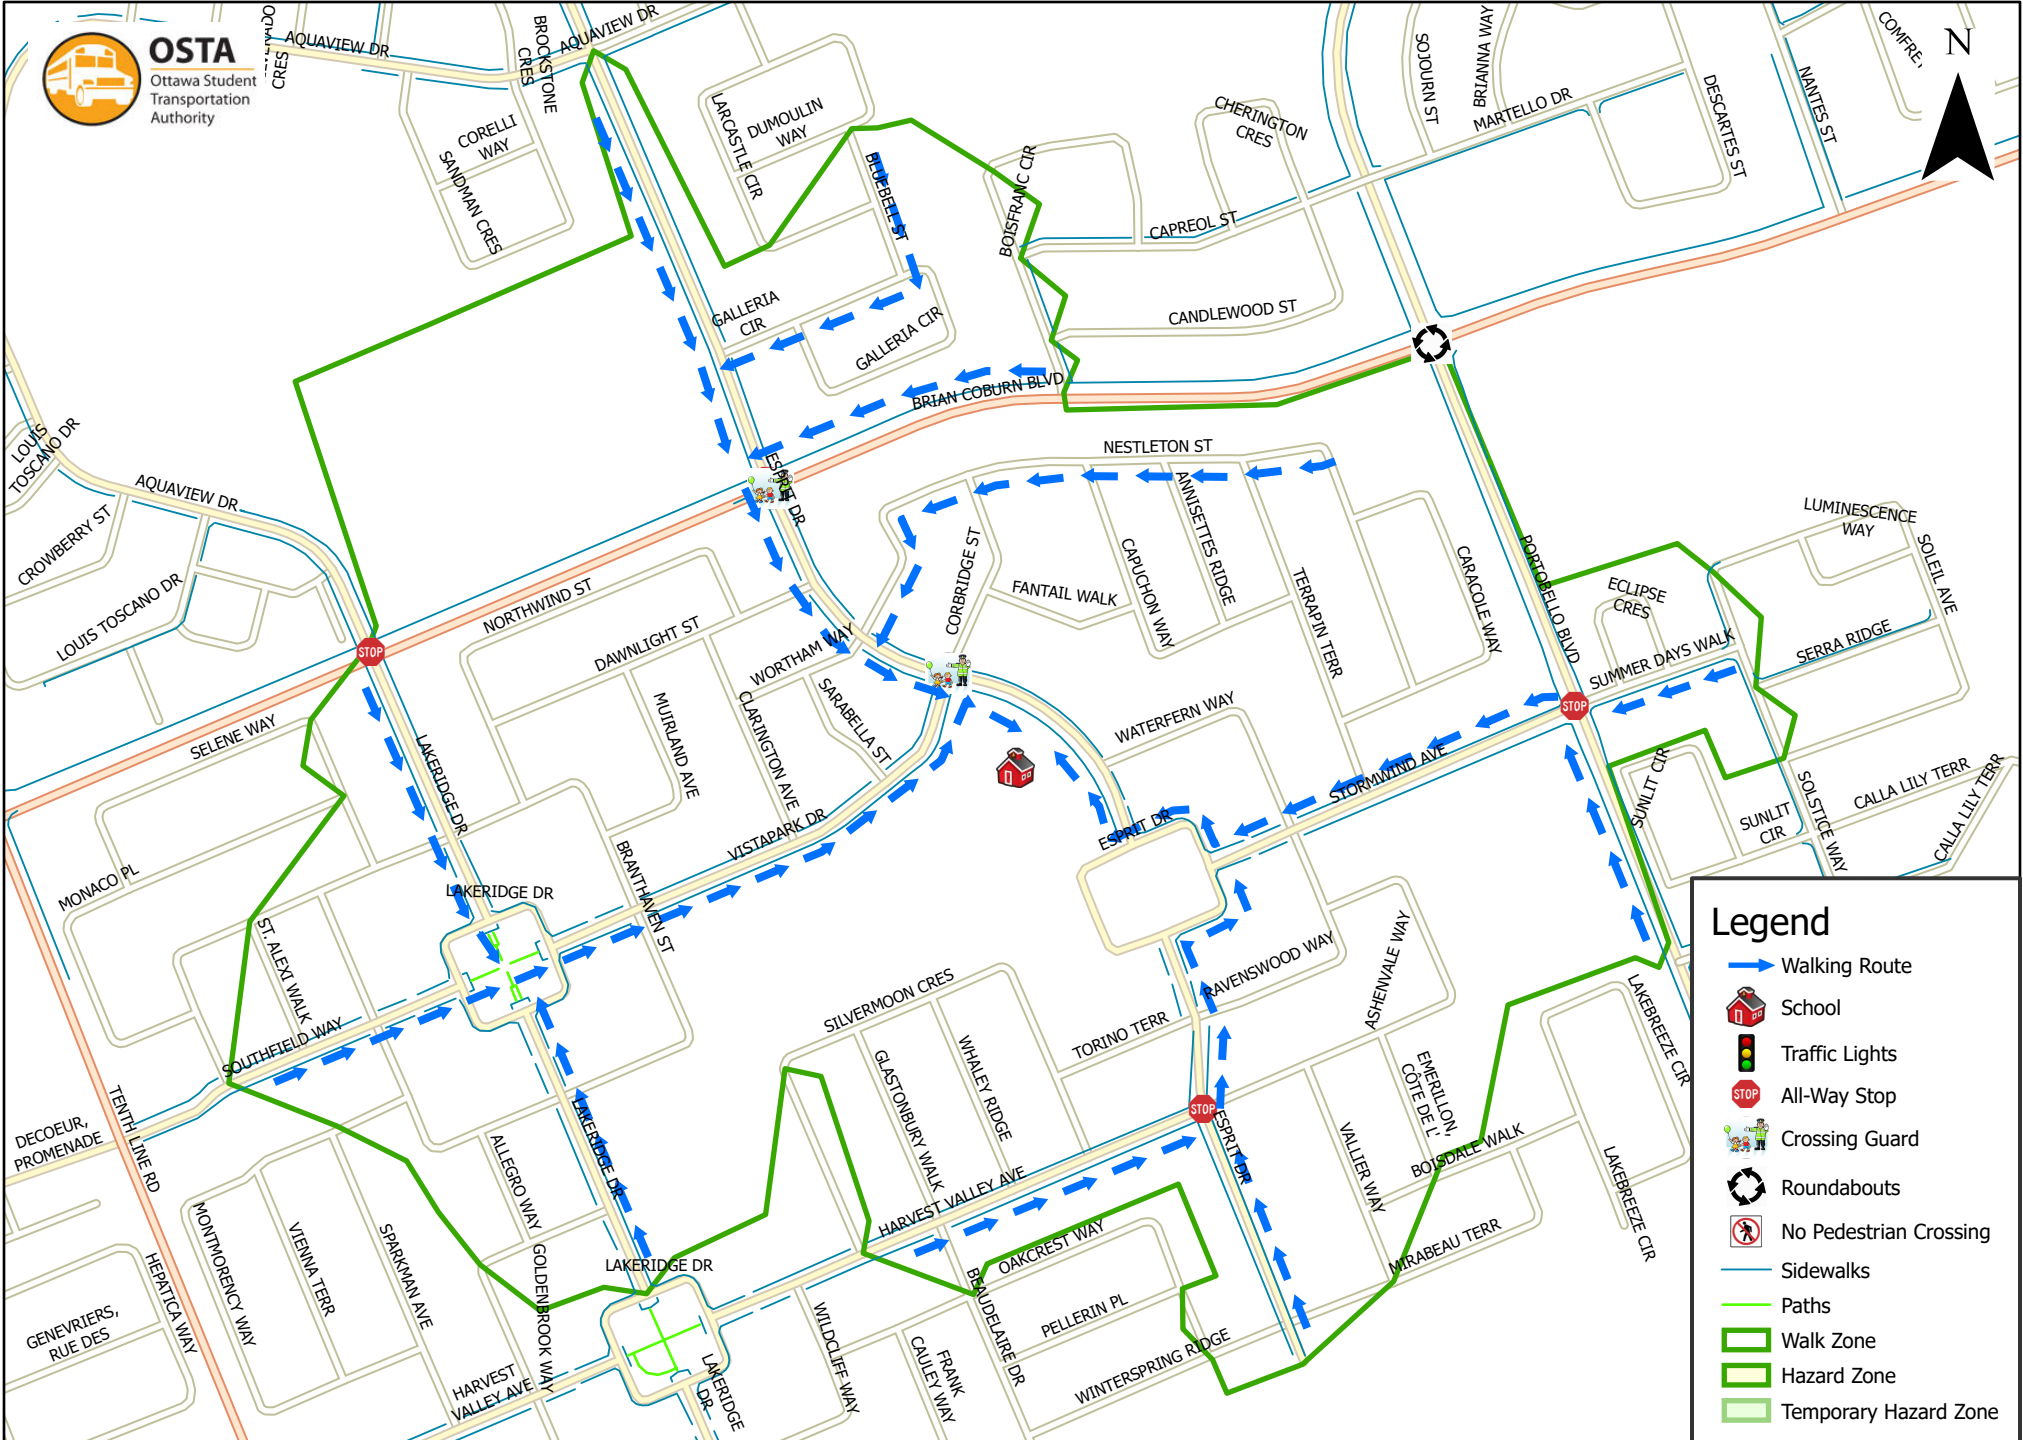 OSTA
Ottawa Student
Transportation
Authority
CRES
AQUAVIEW DR
BROCKSTONE
CRES
AQUAVIEW DR
CORELLI
WAY
SANDMAN CRES
LARCASTLE CIR
DUMOULIN
WAY
BLUEBELL ST
BOISFRANC CIR
CHERINGTON
CRES
CAPREOL ST
SOJOURN ST
BRIANNA WAY
MARTELLO DR
DESCARTES ST
NANTES ST
N
GALLERIA
CIR
GALLERIA CIR
CANDLEWOOD ST
BRIAN COBURN BLVD
LOUIS
TOSCANO DR
AQUAVIEW DR
CROWBERRY ST
LOUIS TOSCANO DR
ESPRIT DR
NESTLETON ST
ANNISETTES RIDGE
CORBRIDGE ST
CAPUCHON WAY
FANTAIL WALK
TERRAPIN TERR
CARACOLE WAY
PORTOBELLO BLVD
LUMINESCENCE
WAY
SOLEIL AVE
ECLIPSE
CRES
SUMMER DAYS WALK
SERRA RIDGE
STOP
NORTHWIND ST
DAWNLIGHT ST
WORTHAM WAY
SARABELLA ST
MUIRLAND AVE
CLARINGTON AVE
SELENE WAY
LAKERIDGE DR
WATERFERN WAY
STORMWIND AVE
STOP
SUNLIT CIR
SUNLIT
CIR
SOLSTICE WAY
CALLA LILY TERR
CALLA LILY TERR
VISTAPARK DR
ESPRIT DR
MONACO PL
LAKERIDGE DR
BRANTHAVEN ST
ST. ALEXI WALK
SOUTHFIELD WAY
SILVERMOON CRES
RAVENSWOOD WAY
ASHENVALE WAY
TORINO TERR
LAKEBREEZE CIR
GLASTONBURY WALK
WHALEY RIDGE
STOP
ESPRIT DR
EMERILLON,
CÔTE DE L'
VALLIER WAY
BOISDALE WALK
LAKEBREEZE CIR
DECOEUR,
PROMENADE
TENTH LINE RD
LAKERIDGE DR
ALLEGRO WAY
HARVEST VALLEY AVE
OAKCREST WAY
MIRABEAU TERR
MONTMORENCY WAY
VIENNA TERR
SPARKMAN AVE
GOLDENBROOK WAY
LAKERIDGE DR
HEPATICA WAY
GENEVRIERS,
RUE DES
HARVEST
VALLEY AVE
LAKERIDGE
DR
WILDCLIFF WAY
FRANK
CAULEY WAY
BEAUDELAIRE DR
PELLERIN PL
WINTERSPRING RIDGE
Legend
Walking Route
School
Traffic Lights
STOP
All-Way Stop
Crossing Guard
Roundabouts
No Pedestrian Crossing
Sidewalks
Paths
Walk Zone
Hazard Zone
Temporary Hazard Zone